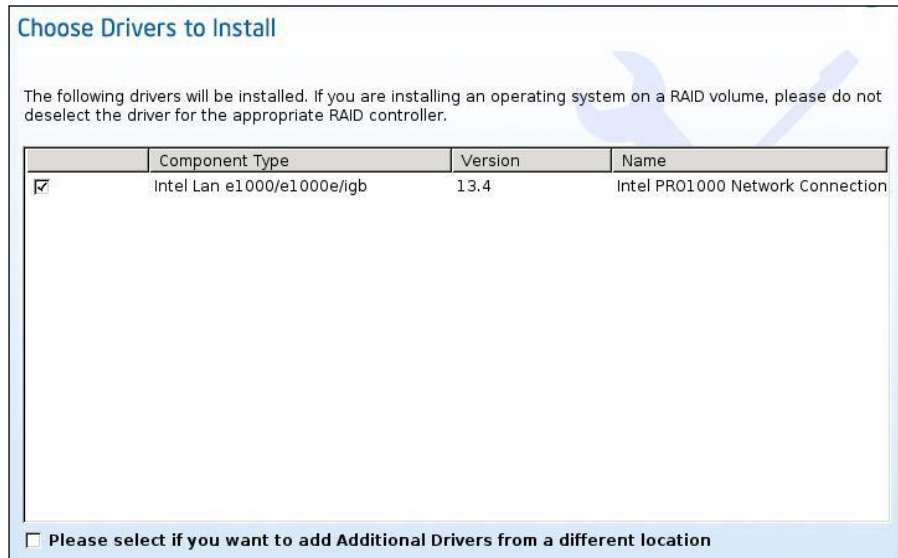 Choose Drivers to Install
The following drivers will be installed. If you are installing an operating system on a RAID volume, please do not
deselect the driver for the appropriate RAID controller.
Component Type Version Name
Intel Lan e1000/e1000e/igb 13.4 Intel PRO1000 Network Connection
Please select if you want to add Additional Drivers from a different location